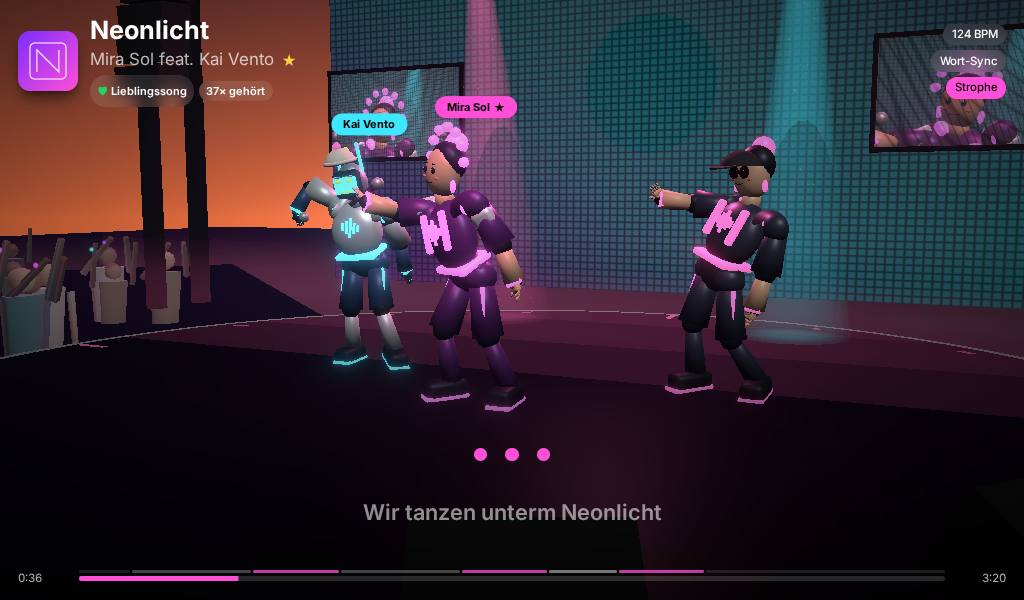 Neonlicht
Mira Sol feat. Kai Vento ★
Lieblingssong
37× gehört
124 BPM
Wort-Sync
Strophe
Mira Sol ★
Kai Vento
Wir tanzen unterm Neonlicht
0:36
3:20